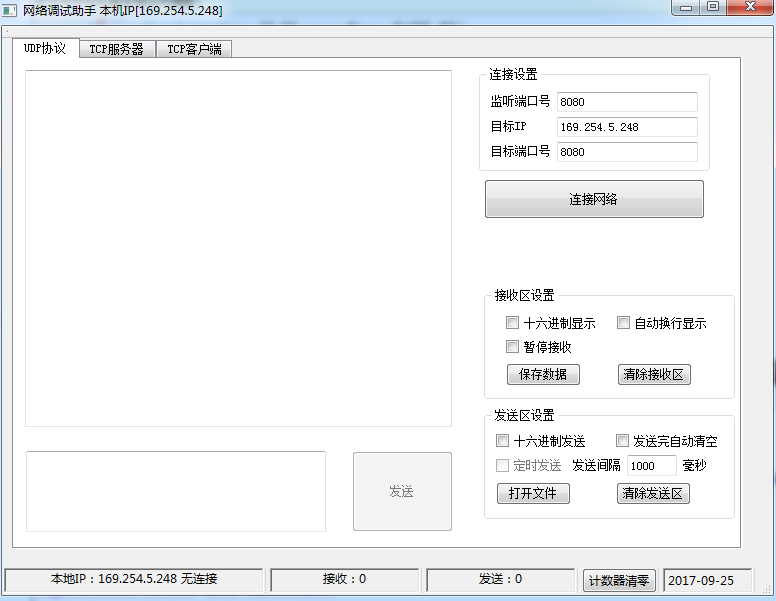 网络调试助手 本机IP[169.254.5.248]
UDP协议 TCP服务器 TCP客户端
连接设置
监听端口号 8080
目标IP 169.254.5.248
目标端口号 8080
连接网络
接收区设置
十六进制显示 自动换行显示
暂停接收
保存数据 清除接收区
发送区设置
十六进制发送 发送完自动清空
定时发送 发送间隔 1000 毫秒
打开文件 清除发送区
发送
本地IP：169.254.5.248 无连接 接收：0 发送：0 计数器清零 2017-09-25